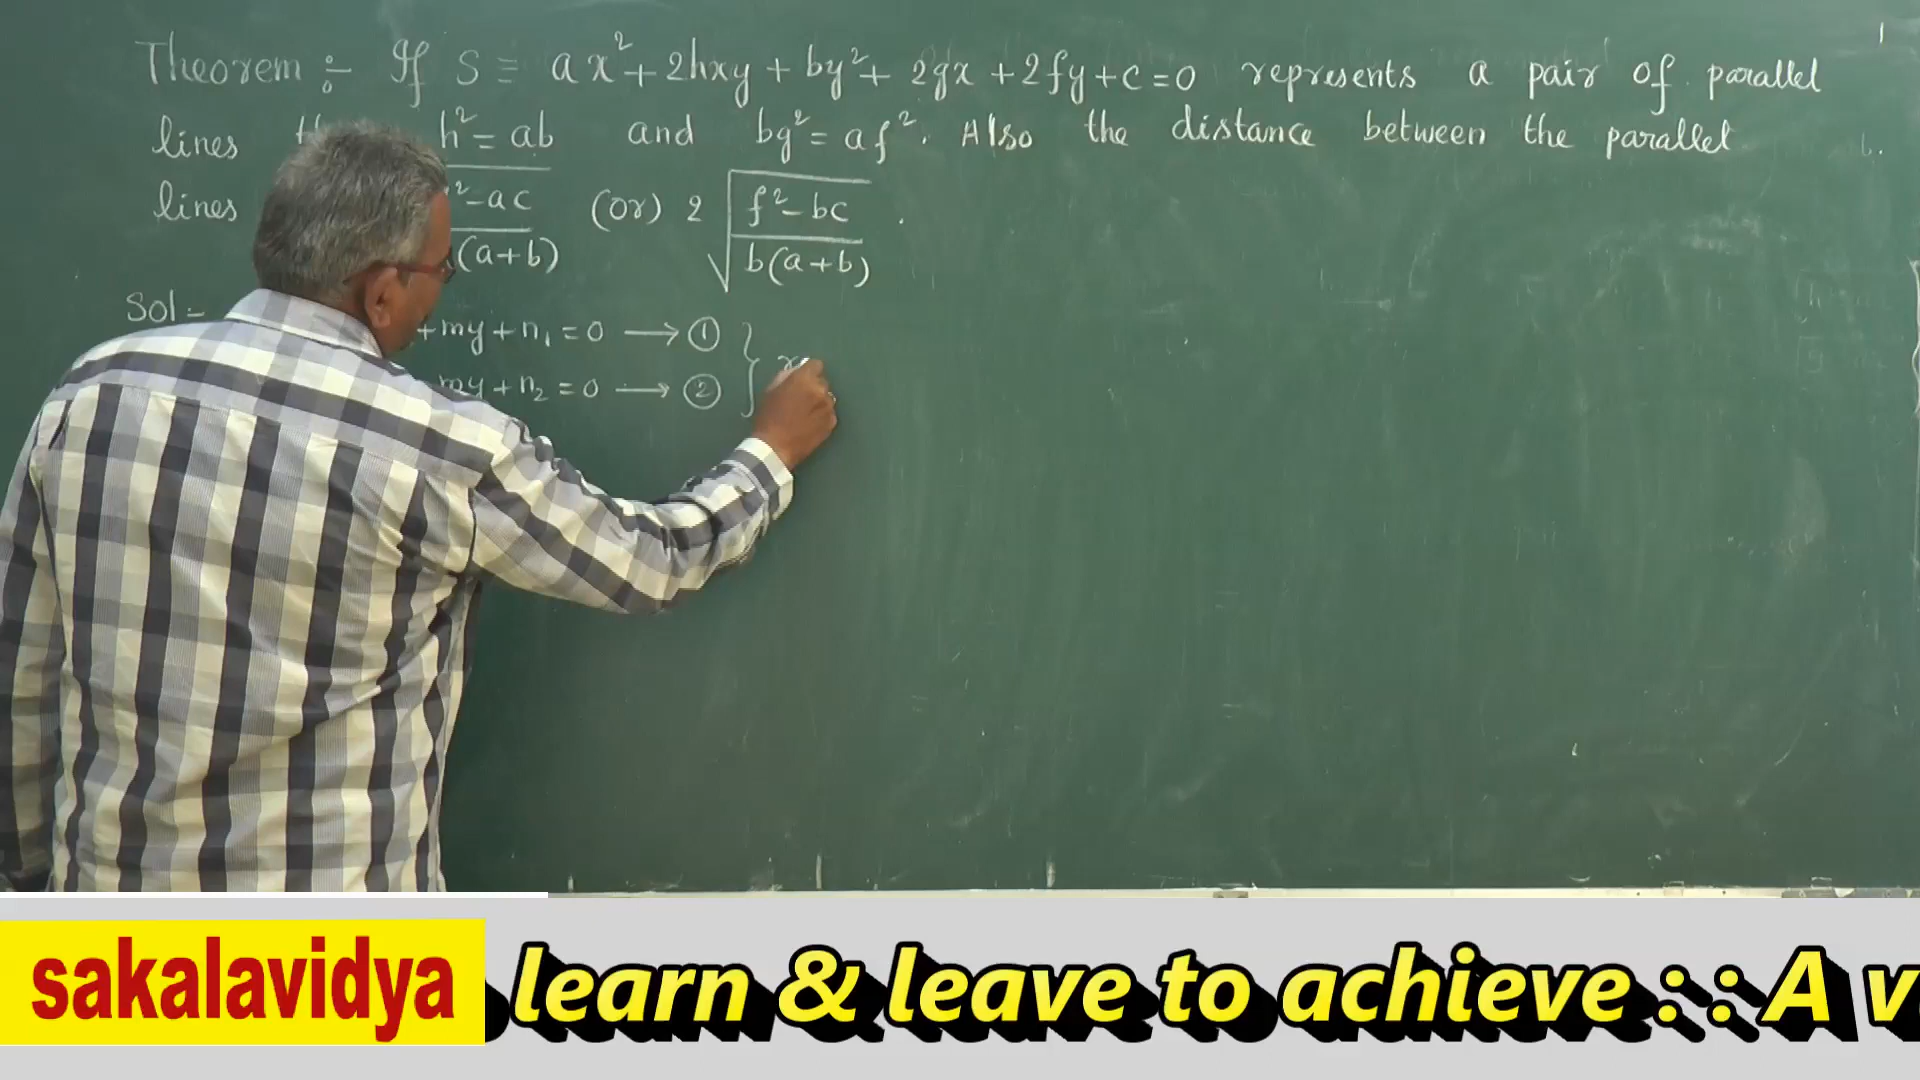 Theorem :- If S ≡ ax²+2hxy+by²+2gx+2fy+c=0 represents a pair of parallel
lines h²=ab and bg²=af². Also the distance between the parallel
lines ²-ac / (a+b) (or) 2 √(f²-bc / b(a+b)) .
Sol:-
+my+n₁=0 → ①
my+n₂=0 → ②
sakalavidya learn & leave to achieve : : A v